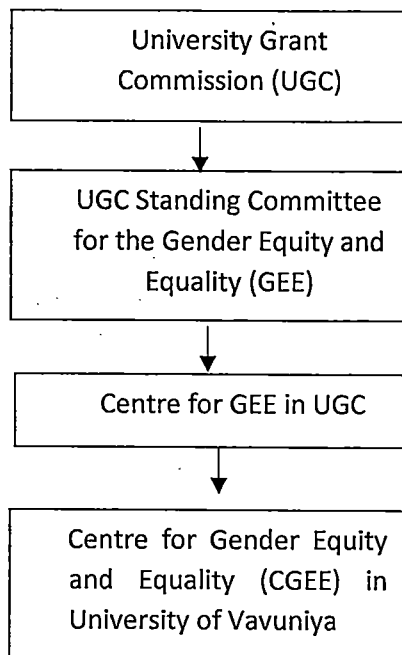 University Grant
Commission (UGC)
UGC Standing Committee
for the Gender Equity and
Equality (GEE)
Centre for GEE in UGC
Centre for Gender Equity
and Equality (CGEE) in
University of Vavuniya